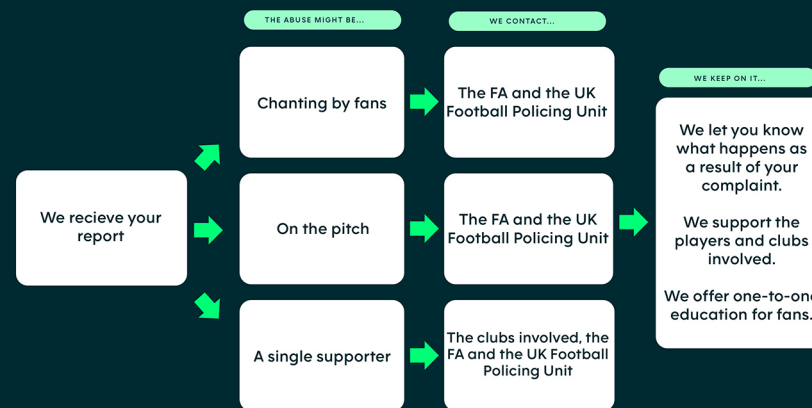 THE ABUSE MIGHT BE...
WE CONTACT...
WE KEEP ON IT...
We recieve your
report
Chanting by fans
The FA and the UK
Football Policing Unit
On the pitch
The FA and the UK
Football Policing Unit
A single supporter
The clubs involved, the
FA and the UK Football
Policing Unit
We let you know
what happens as
a result of your
complaint.
We support the
players and clubs
involved.
We offer one-to-one
education for fans.